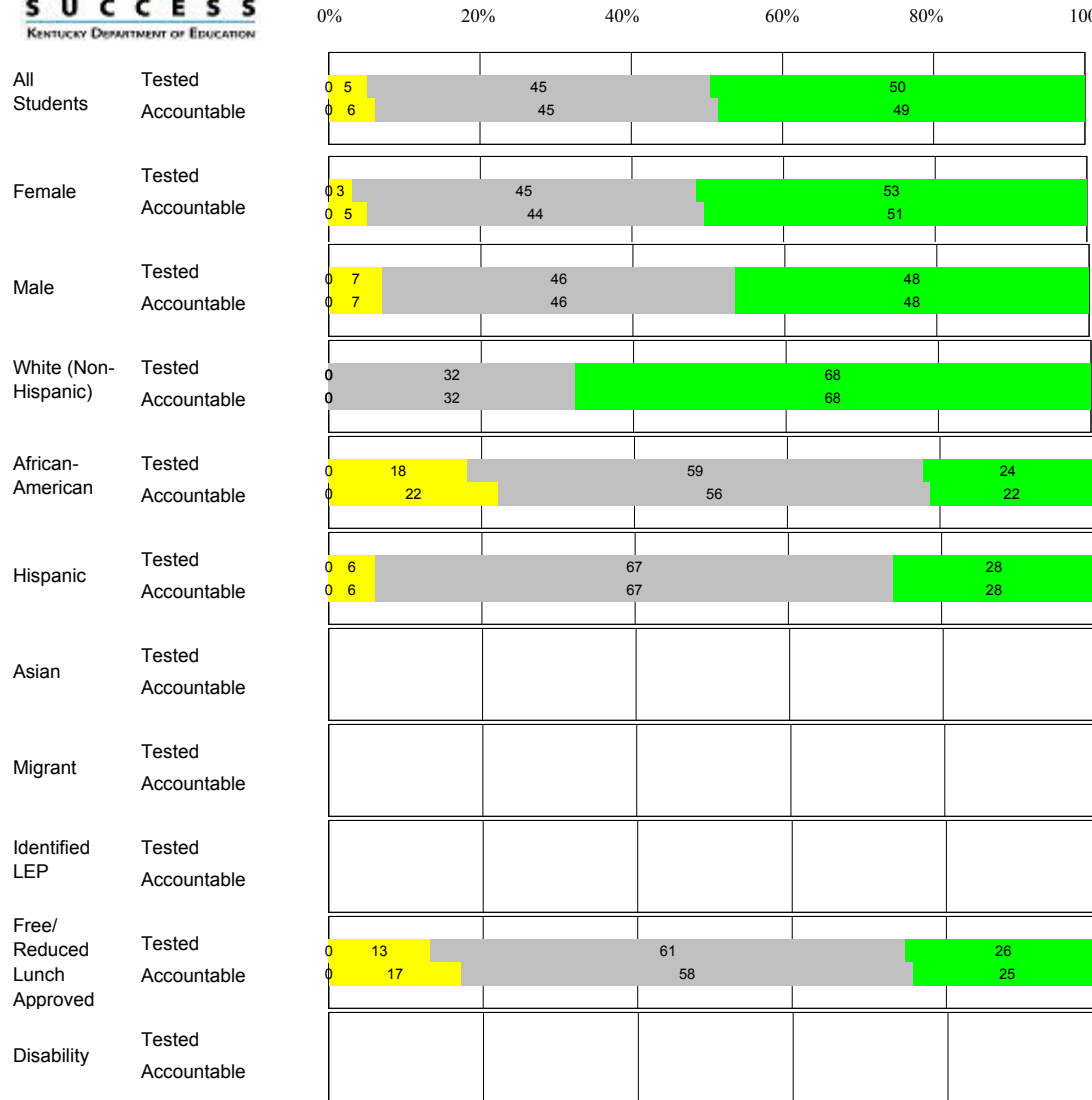 SUCCESS
KENTUCKY DEPARTMENT OF EDUCATION
0% 20% 40% 60% 80% 100
All Students
Tested 0 5 45 50
Accountable 0 6 45 49
Female
Tested 0 3 45 53
Accountable 0 5 44 51
Male
Tested 0 7 46 48
Accountable 0 7 46 48
White (Non-
Hispanic)
Tested 0 32 68
Accountable 0 32 68
African-
American
Tested 0 18 59 24
Accountable 0 22 56 22
Hispanic
Tested 0 6 67 28
Accountable 0 6 67 28
Asian
Tested
Accountable
Migrant
Tested
Accountable
Identified
LEP
Tested
Accountable
Free/
Reduced
Lunch
Approved
Tested 0 13 61 26
Accountable 0 17 58 25
Disability
Tested
Accountable